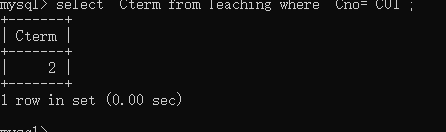 mysql> select  Cterm from Teaching where  Cno='C01';
+-------+
| Cterm |
+-------+
|     2 |
+-------+
1 row in set (0.00 sec)
mysql>